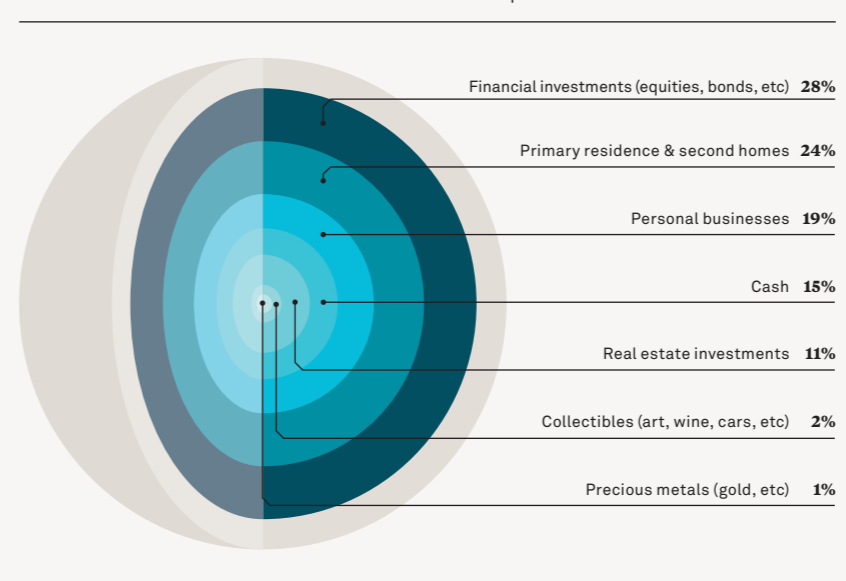 Financial investments (equities, bonds, etc) 28%
Primary residence & second homes 24%
Personal businesses 19%
Cash 15%
Real estate investments 11%
Collectibles (art, wine, cars, etc) 2%
Precious metals (gold, etc) 1%